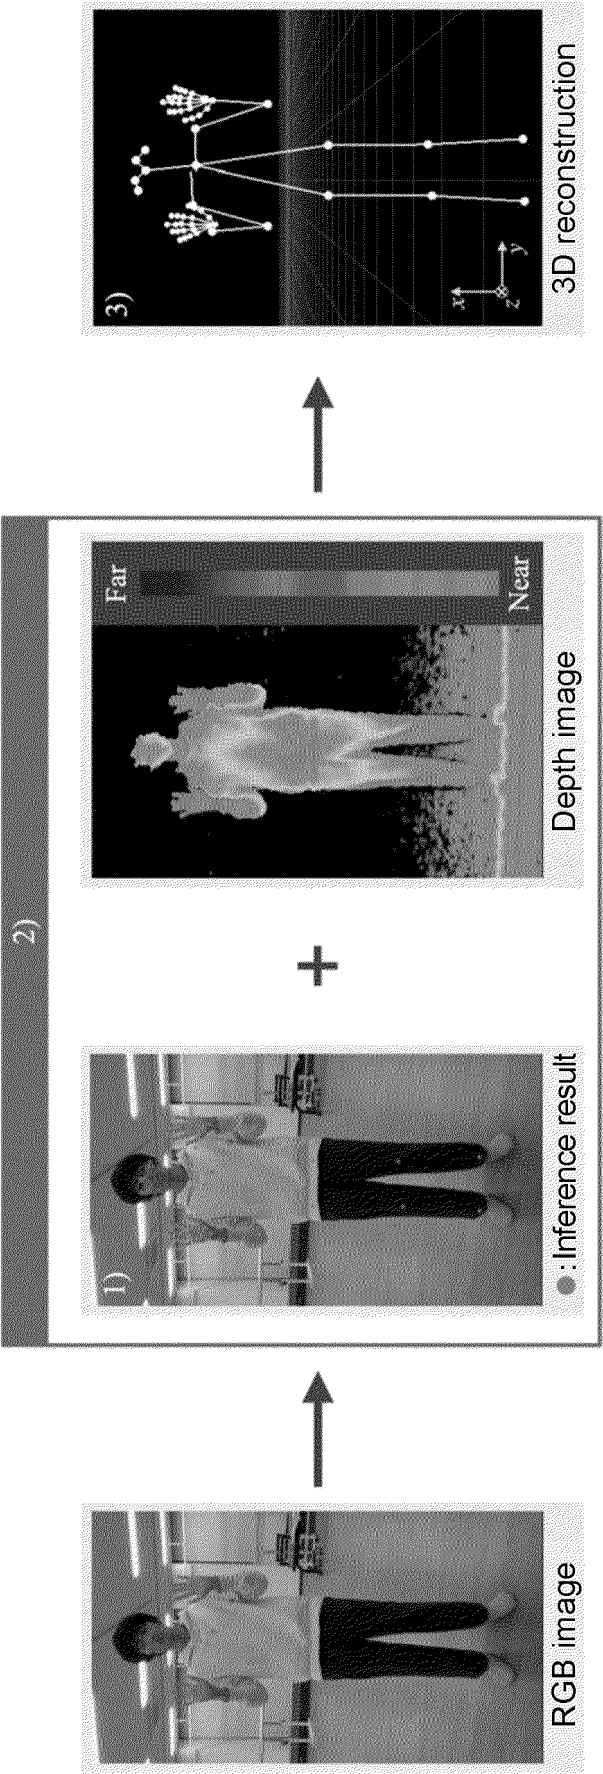 RGB image
2)
1)
● : Inference result
+
Far
Near
Depth image
3)
x
y
z
3D reconstruction